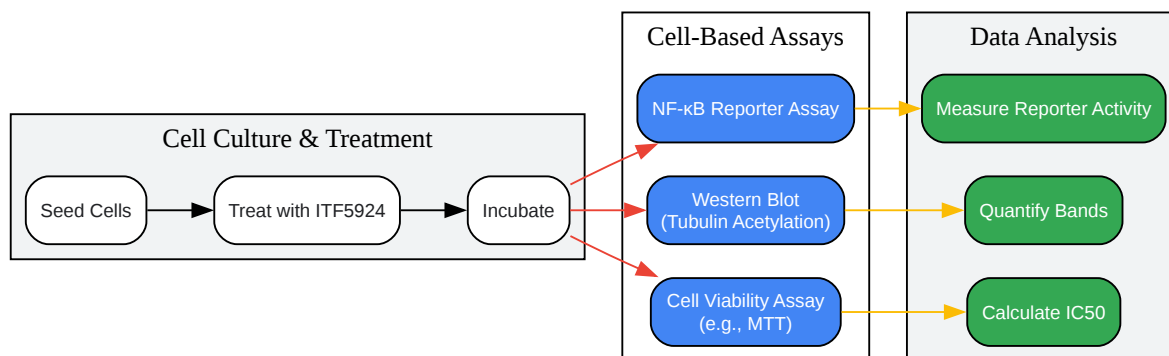 Cell Culture & Treatment
Seed Cells
Treat with ITF5924
Incubate
Cell-Based Assays
NF-κB Reporter Assay
Western Blot
(Tubulin Acetylation)
Cell Viability Assay
(e.g., MTT)
Data Analysis
Measure Reporter Activity
Quantify Bands
Calculate IC50